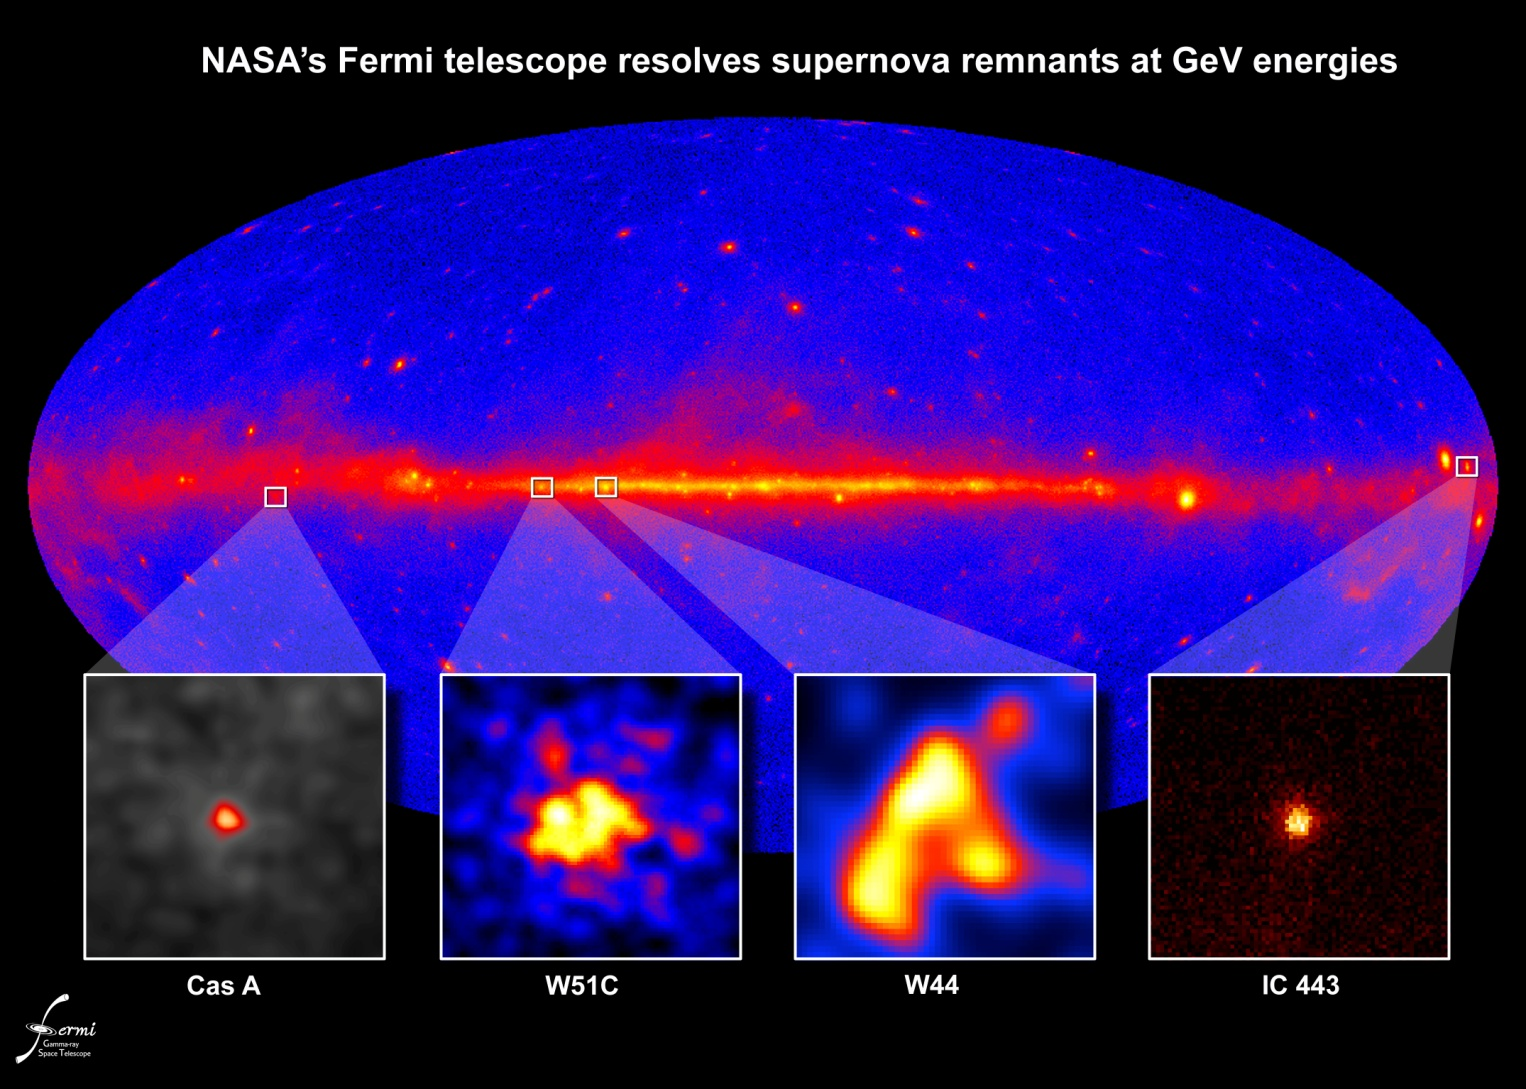 NASA’s Fermi telescope resolves supernova remnants at GeV energies
Cas A
W51C
W44
IC 443
Fermi
Gamma-ray
Space Telescope